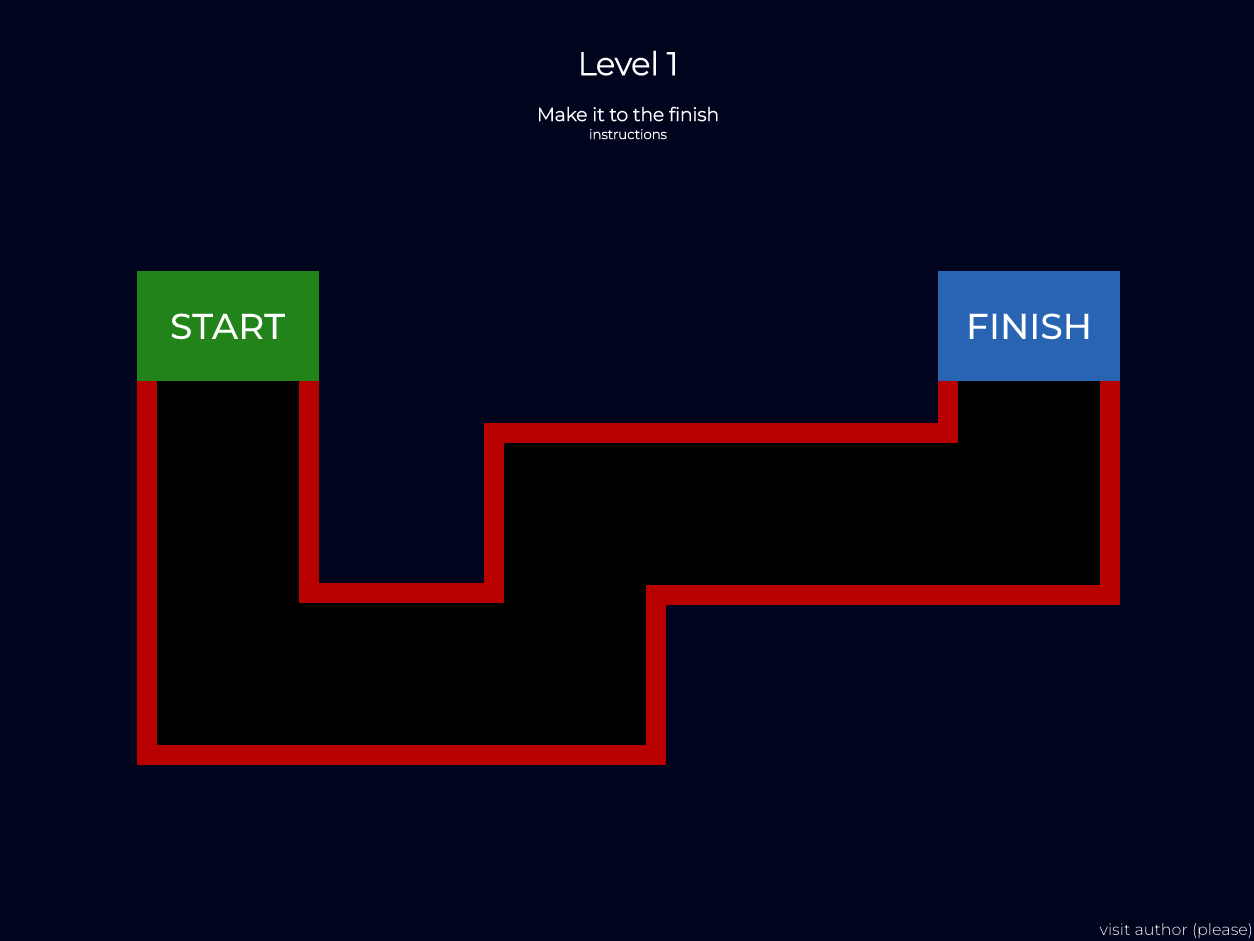 Level 1
Make it to the finish
instructions
START
FINISH
visit author (please)